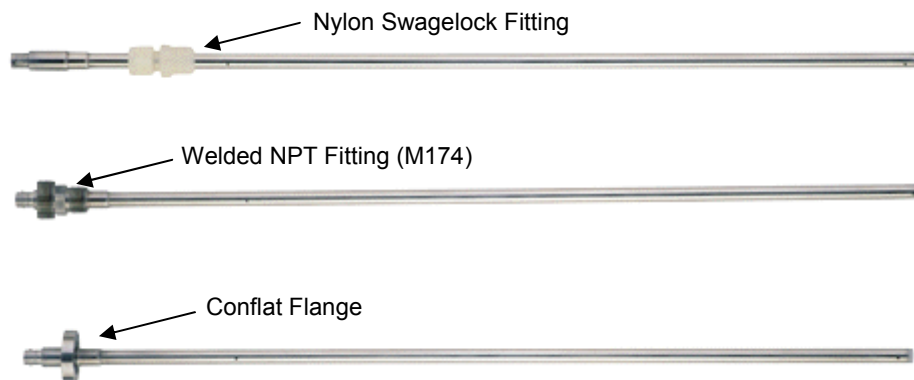 Nylon Swagelock Fitting
Welded NPT Fitting (M174)
Conflat Flange